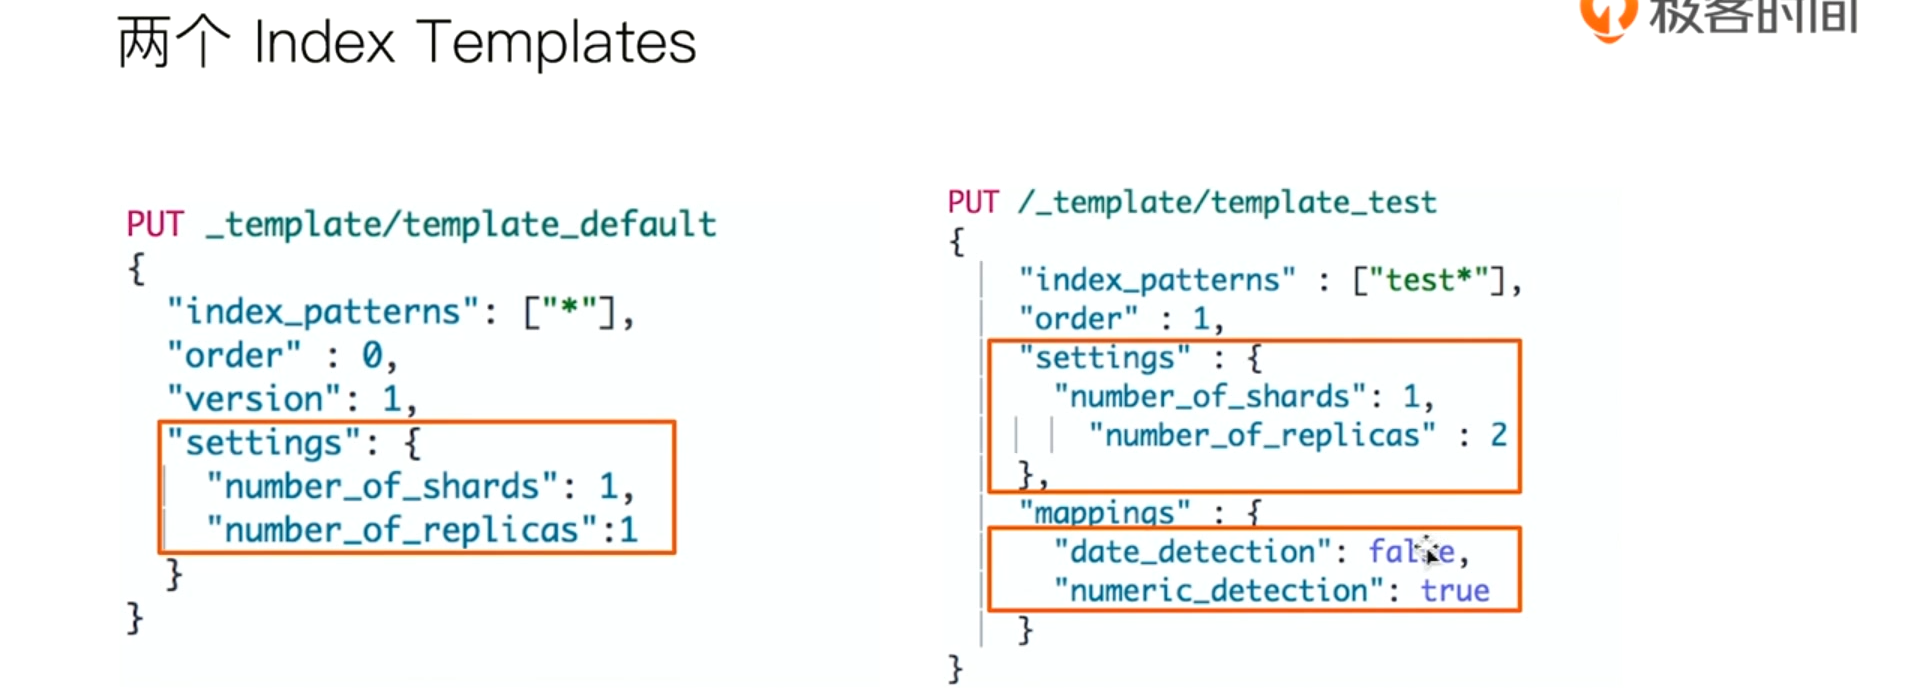 两个 Index Templates
极客时间
PUT _template/template_default
{
"index_patterns": ["*"],
"order" : 0,
"version": 1,
"settings": {
"number_of_shards": 1,
"number_of_replicas":1
}
}
PUT /_template/template_test
{
"index_patterns" : ["test*"],
"order" : 1,
"settings" : {
"number_of_shards": 1,
"number_of_replicas" : 2
},
"mappings" : {
"date_detection": false,
"numeric_detection": true
}
}